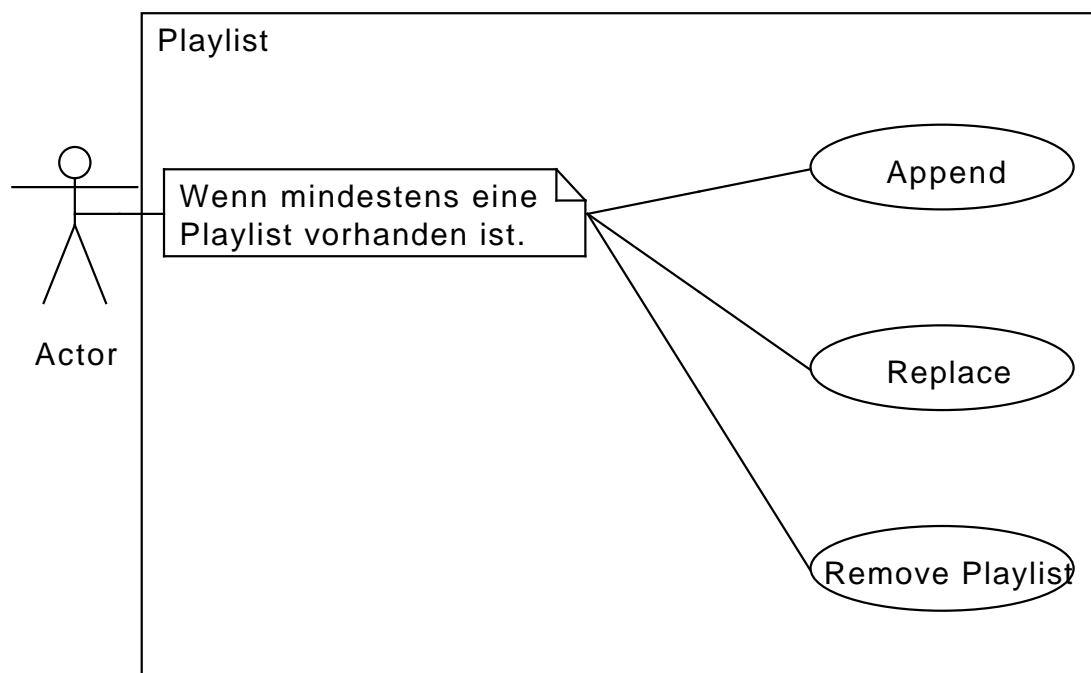 Playlist
Wenn mindestens eine
Playlist vorhanden ist.
Append
Actor
Replace
Remove Playlist